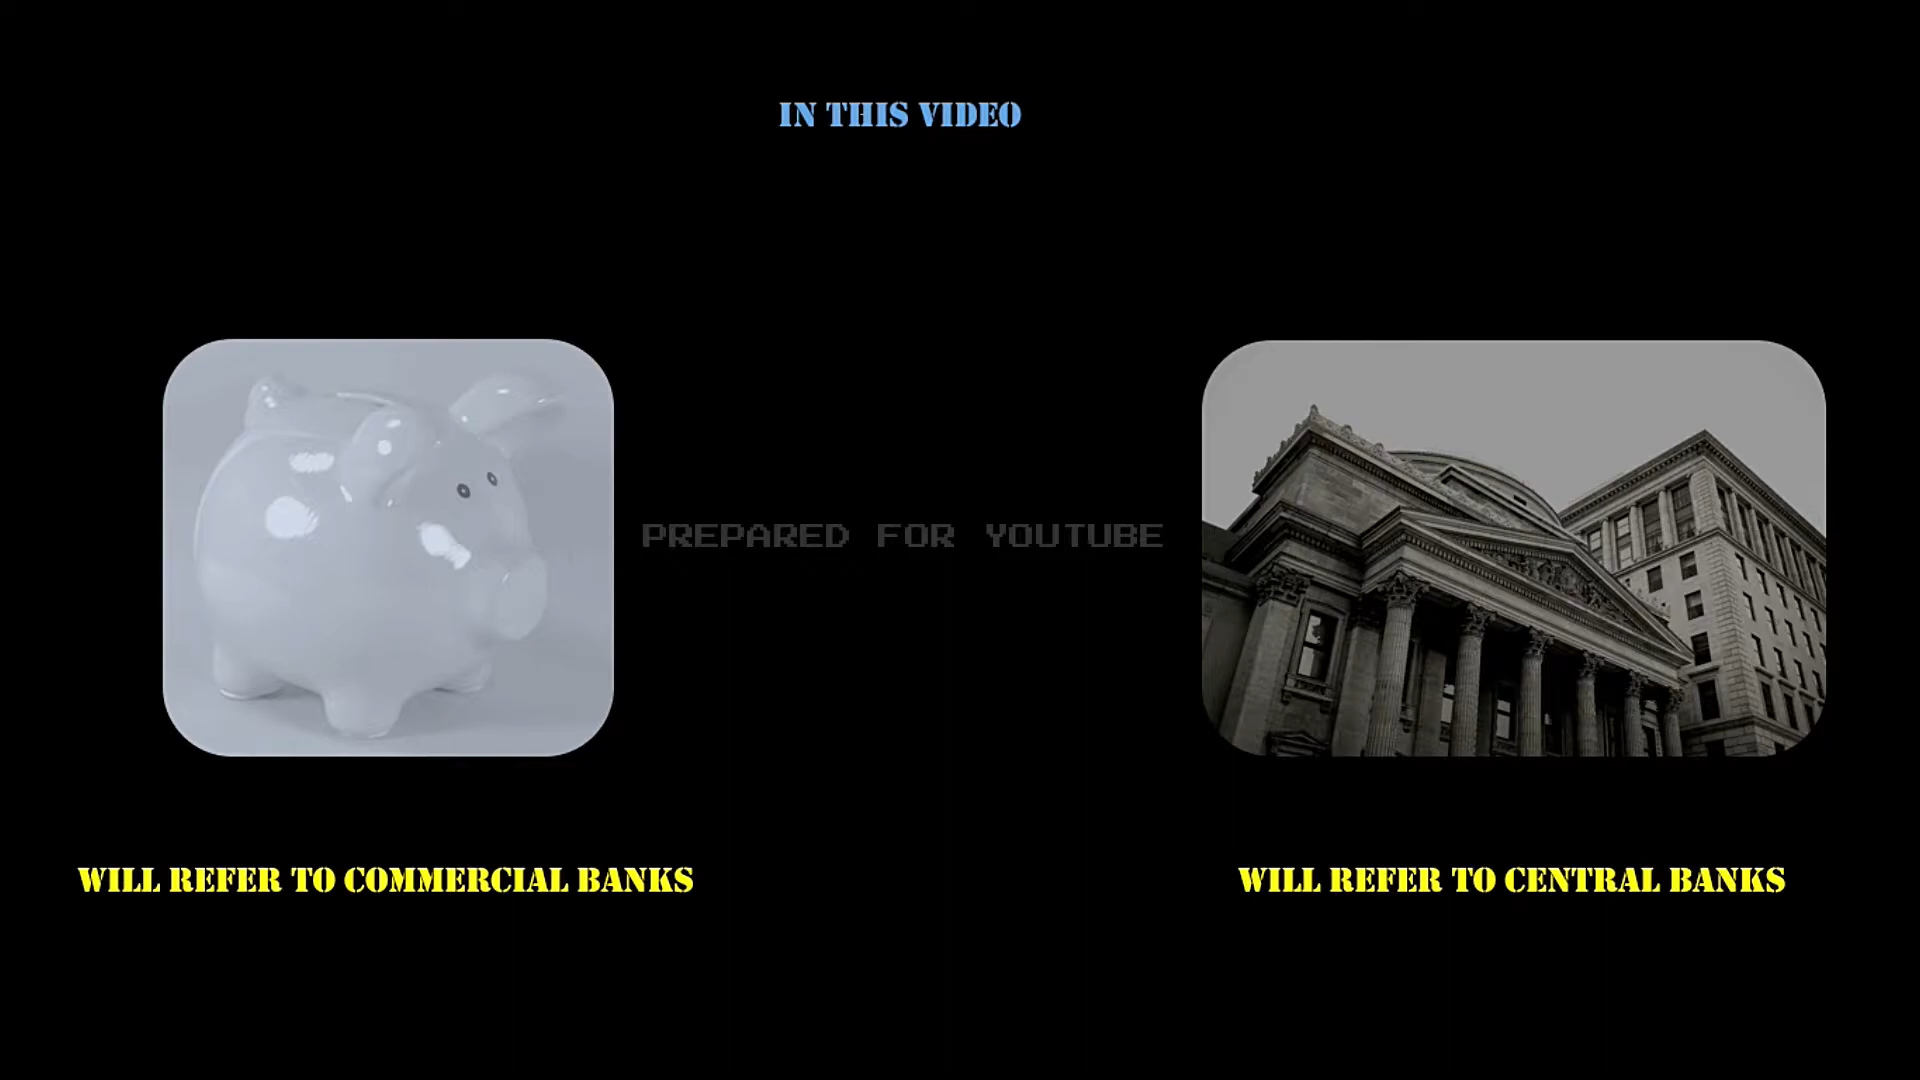 IN THIS VIDEO
PREPARED FOR YOUTUBE
WILL REFER TO COMMERCIAL BANKS
WILL REFER TO CENTRAL BANKS